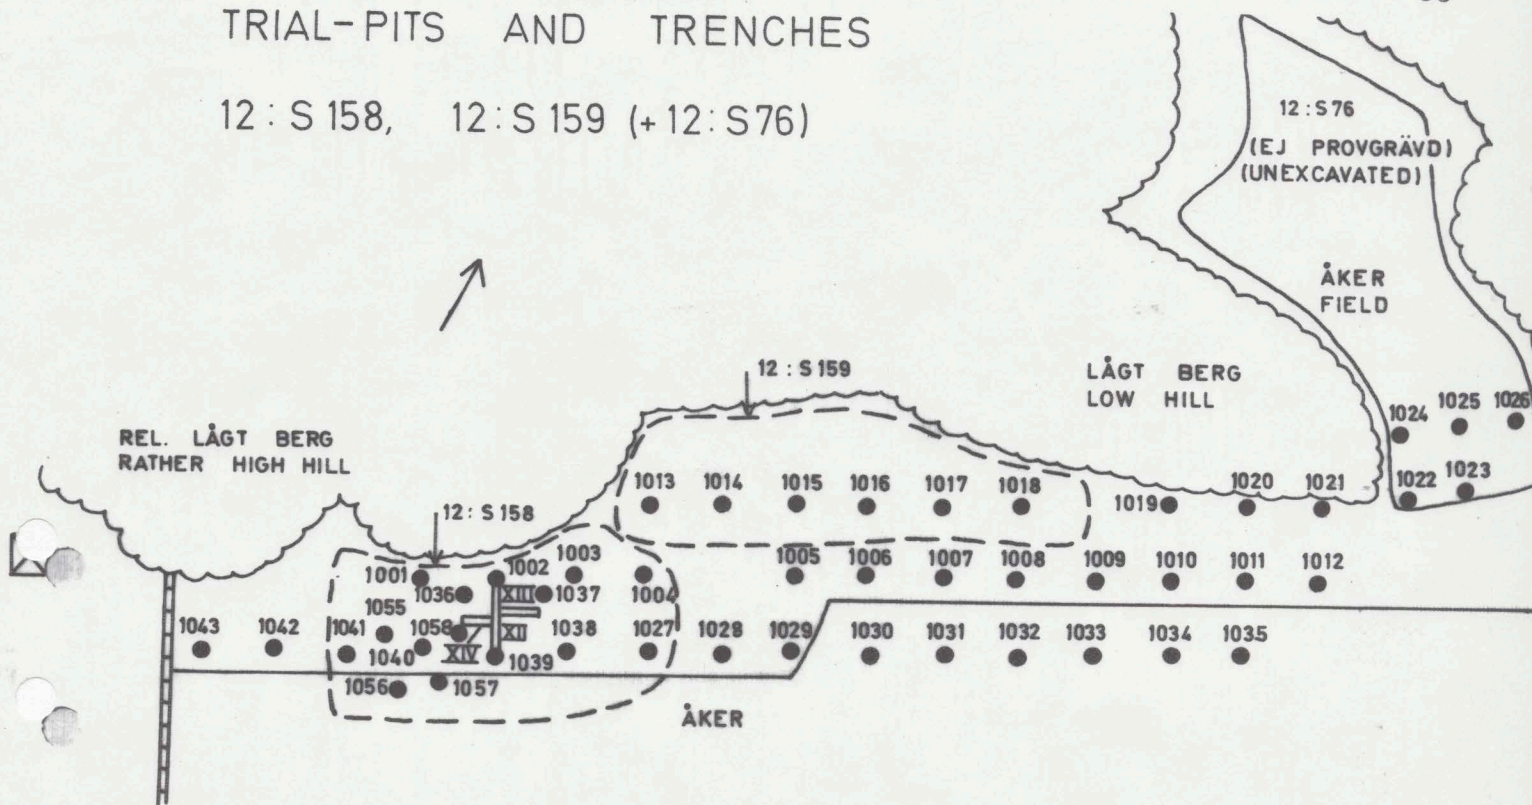 TRIAL-PITS AND TRENCHES
12:S 158, 12:S 159 (+ 12:S76)
12:S76
(EJ PROVGRÄVD)
(UNEXCAVATED)
ÅKER
FIELD
12:S 159
LÅGT BERG
LOW HILL
REL. LÅGT BERG
RATHER HIGH HILL
1024 1025 1026
1013 1014 1015 1016 1017 1018 1019 1020 1021 1022 1023
12:S 158
1001 1002 1003 1004 1005 1006 1007 1008 1009 1010 1011 1012
1036 XIII 1037
1055
1043 1042 1041 1058 XII 1038 1027 1028 1029 1030 1031 1032 1033 1034 1035
1040 XIV 1039
1056 1057
ÅKER